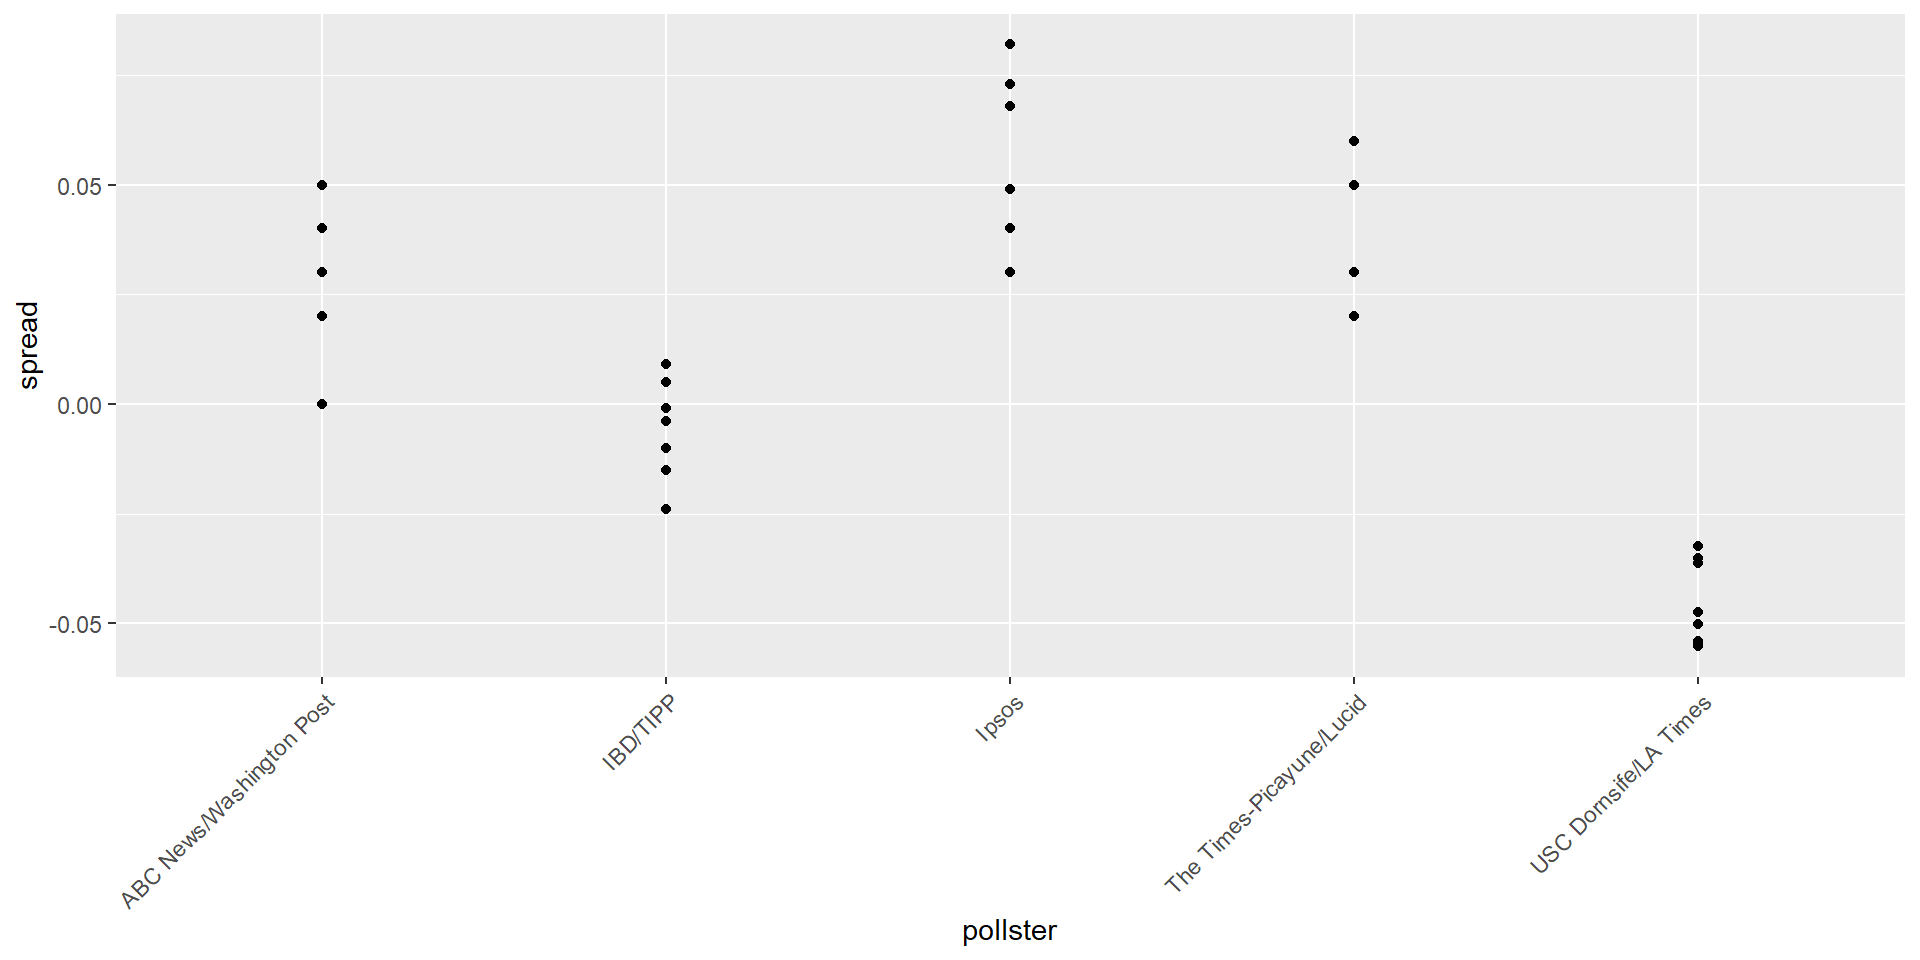 spread
0.05
0.00
-0.05
ABC News/Washington Post
IBD/TIPP
Ipsos
The Times-Picayune/Lucid
USC Dornsife/LA Times
pollster